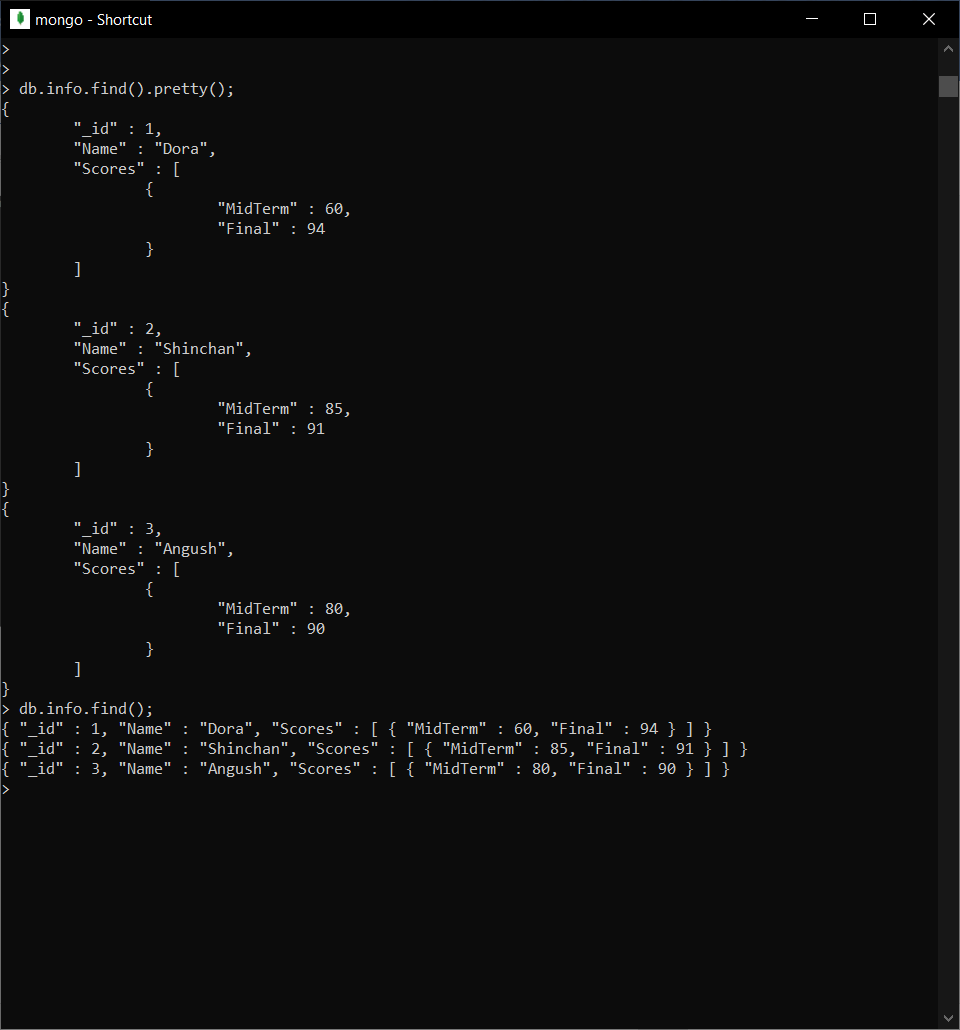 mongo - Shortcut
>
>
> db.info.find().pretty();
{
        "_id" : 1,
        "Name" : "Dora",
        "Scores" : [
                {
                        "MidTerm" : 60,
                        "Final" : 94
                }
        ]
}
{
        "_id" : 2,
        "Name" : "Shinchan",
        "Scores" : [
                {
                        "MidTerm" : 85,
                        "Final" : 91
                }
        ]
}
{
        "_id" : 3,
        "Name" : "Angush",
        "Scores" : [
                {
                        "MidTerm" : 80,
                        "Final" : 90
                }
        ]
}
> db.info.find();
{ "_id" : 1, "Name" : "Dora", "Scores" : [ { "MidTerm" : 60, "Final" : 94 } ] }
{ "_id" : 2, "Name" : "Shinchan", "Scores" : [ { "MidTerm" : 85, "Final" : 91 } ] }
{ "_id" : 3, "Name" : "Angush", "Scores" : [ { "MidTerm" : 80, "Final" : 90 } ] }
>